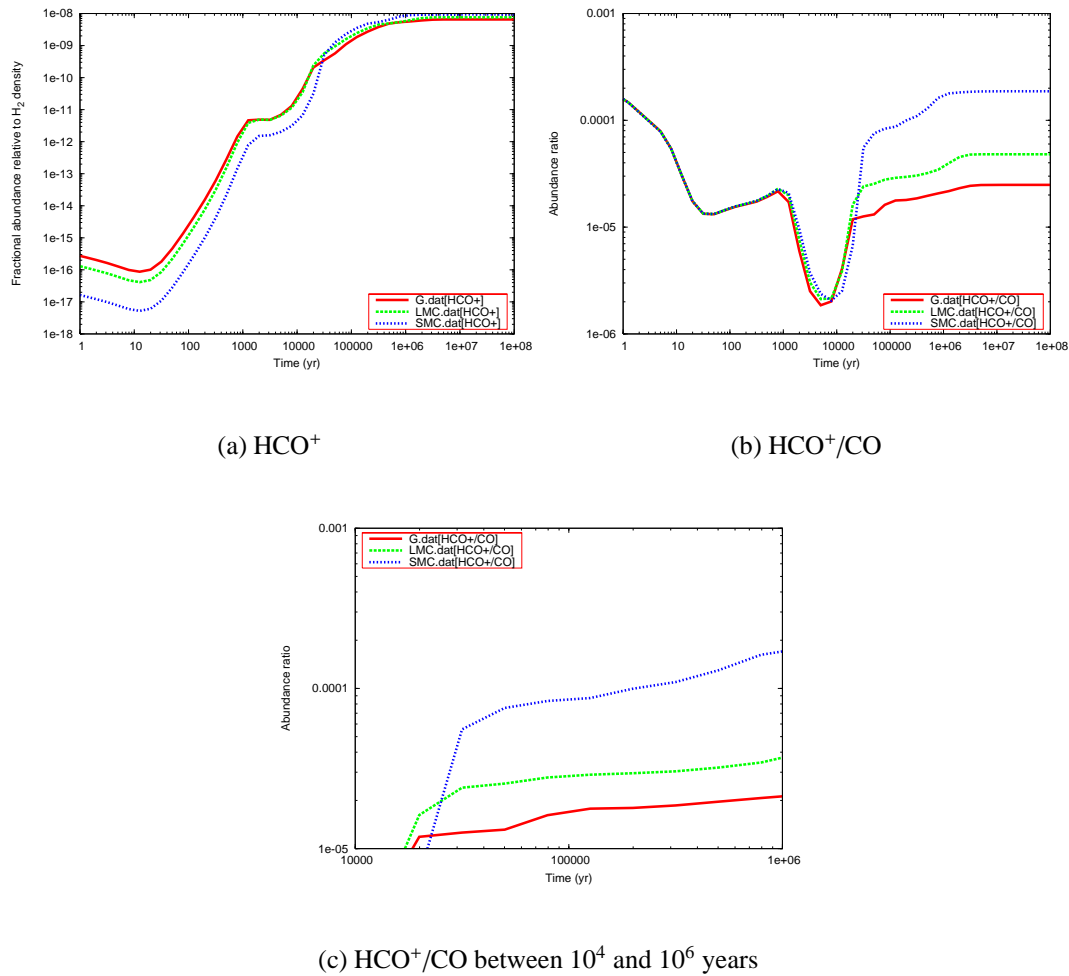 1e-08
1e-09
1e-10
1e-11
1e-12
1e-13
1e-14
1e-15
1e-16
1e-17
1e-18
Fractional abundance relative to H2 density
1 10 100 1000 10000 100000 1e+06 1e+07 1e+08
Time (yr)
G.dat[HCO+]
LMC.dat[HCO+]
SMC.dat[HCO+]
(a) HCO+
0.001
0.0001
1e-05
1e-06
Abundance ratio
1 10 100 1000 10000 100000 1e+06 1e+07 1e+08
Time (yr)
G.dat[HCO+/CO]
LMC.dat[HCO+/CO]
SMC.dat[HCO+/CO]
(b) HCO+/CO
0.001
0.0001
1e-05
Abundance ratio
10000 100000 1e+06
Time (yr)
G.dat[HCO+/CO]
LMC.dat[HCO+/CO]
SMC.dat[HCO+/CO]
(c) HCO+/CO between 10^4 and 10^6 years